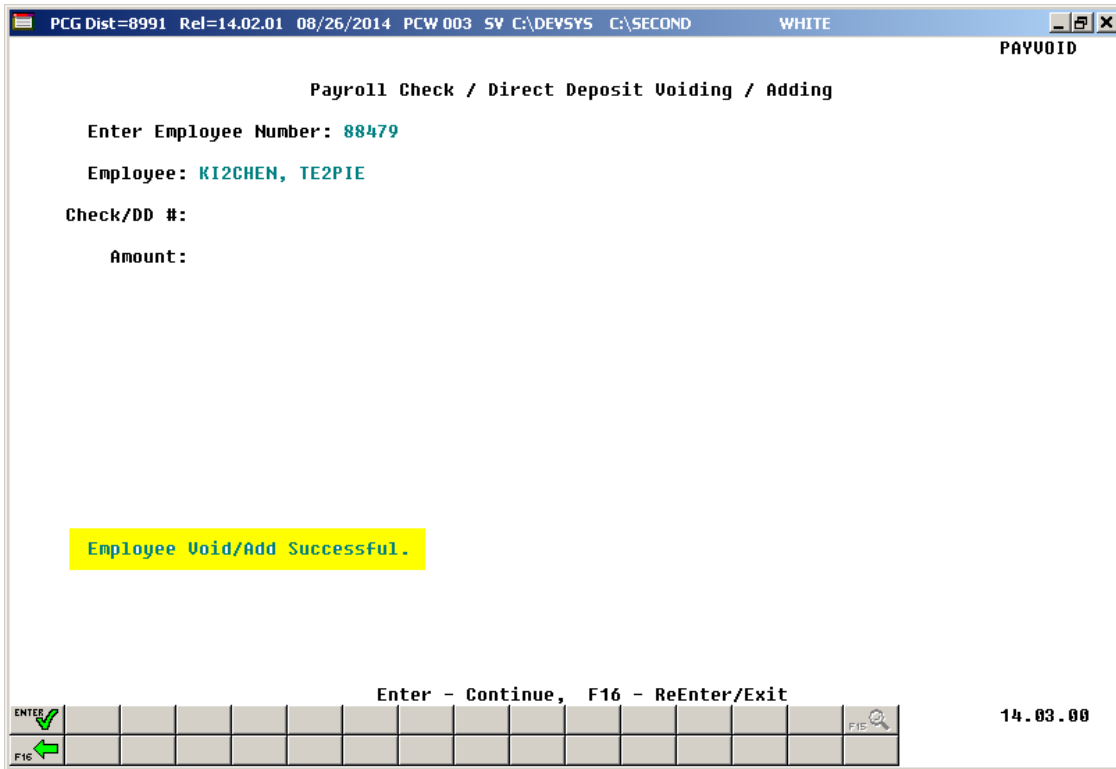 PCG Dist=8991 Rel=14.02.01 08/26/2014 PCW 003 SV C:\DEVSYS C:\SECOND WHITE
PAYVOID
Payroll Check / Direct Deposit Voiding / Adding
Enter Employee Number: 88479
Employee: KI2CHEN, TE2PIE
Check/DD #:
Amount:
Employee Void/Add Successful.
Enter - Continue, F16 - ReEnter/Exit
ENTER F15 14.03.00
F16